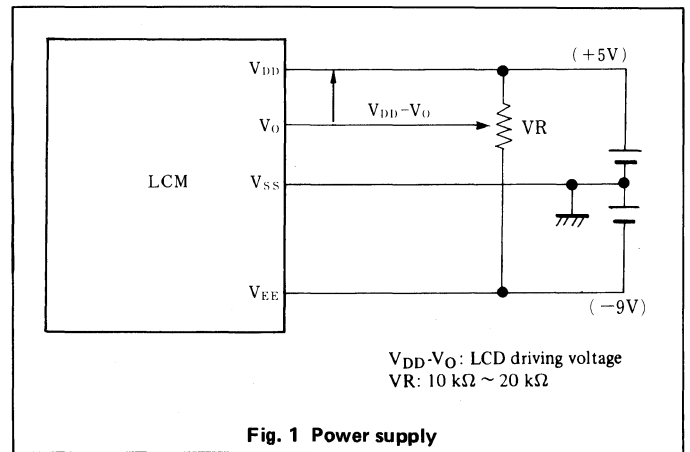 (+5V)
VDD
VDD-VO
VO
VR
LCM
VSS
VEE
(-9V)
VDD-VO: LCD driving voltage
VR: 10 kΩ ~ 20 kΩ
Fig. 1 Power supply